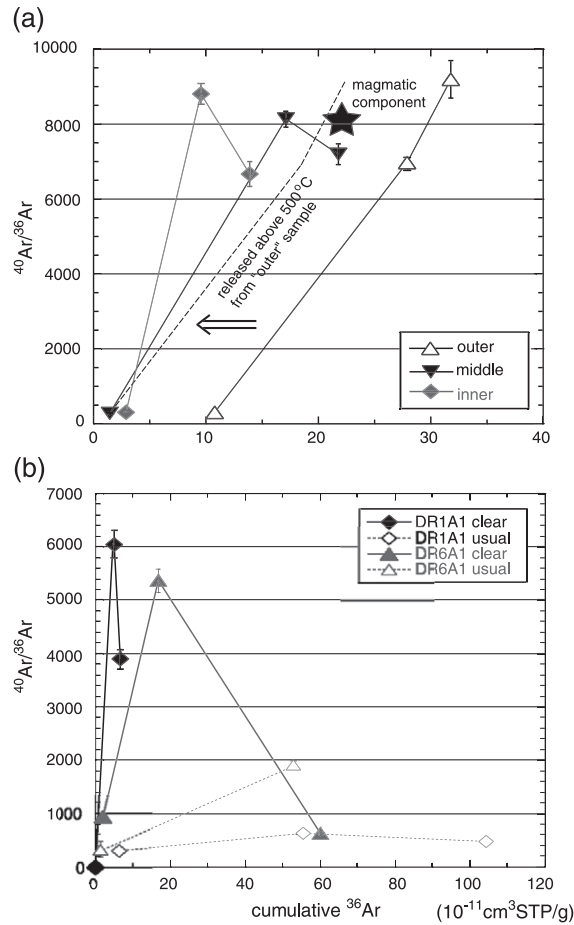 (a)
10000
8000
6000
4000
2000
0
⁴⁰Ar/³⁶Ar
magmatic
component
released above 500°C
from "outer" sample
outer
middle
inner
0 10 20 30 40
(b)
7000
6000
5000
4000
3000
2000
1000
0
⁴⁰Ar/³⁶Ar
DR1A1 clear
DR1A1 usual
DR6A1 clear
DR6A1 usual
0 20 40 60 80 100 120
cumulative ³⁶Ar (10⁻¹¹cm³STP/g)